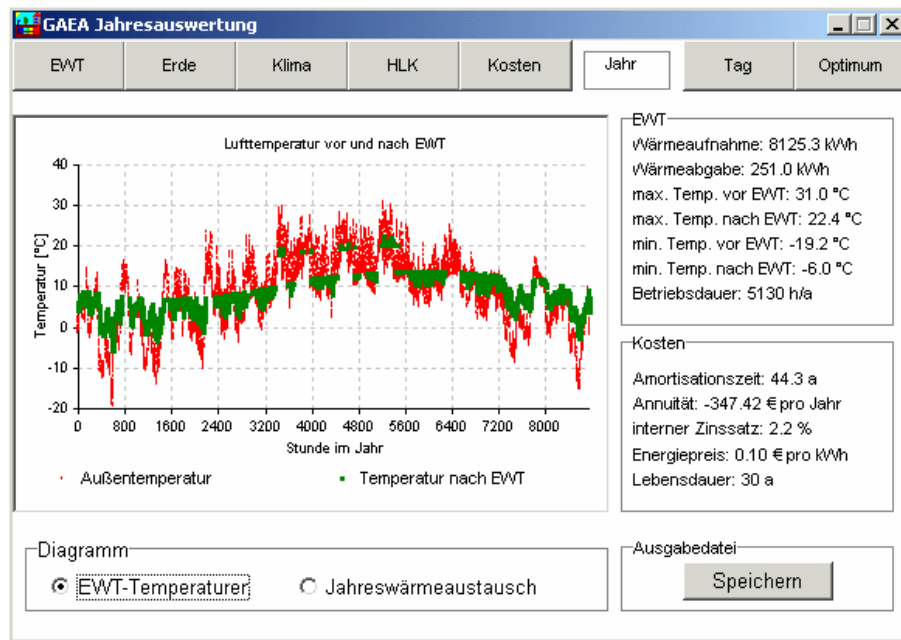 GAEA Jahresauswertung
EWT Erde Klima HLK Kosten Jahr Tag Optimum
Lufttemperatur vor und nach EWT
Temperatur [°C]
40
30
20
10
0
-10
-20
0 800 1600 2400 3200 4000 4800 5600 6400 7200 8000
Stunde im Jahr
Außentemperatur Temperatur nach EWT
EWT
Wärmeaufnahme: 8125.3 kWh
Wärmeabgabe: 251.0 kWh
max. Temp. vor EWT: 31.0 °C
max. Temp. nach EWT: 22.4 °C
min. Temp. vor EWT: -19.2 °C
min. Temp. nach EWT: -6.0 °C
Betriebsdauer: 5130 h/a
Kosten
Amortisationszeit: 44.3 a
Annuität: -347.42 € pro Jahr
interner Zinssatz: 2.2 %
Energiepreis: 0.10 € pro kWh
Lebensdauer: 30 a
Diagramm
EWT-Temperaturer
Jahreswärmeaustausch
Ausgabedatei
Speichern